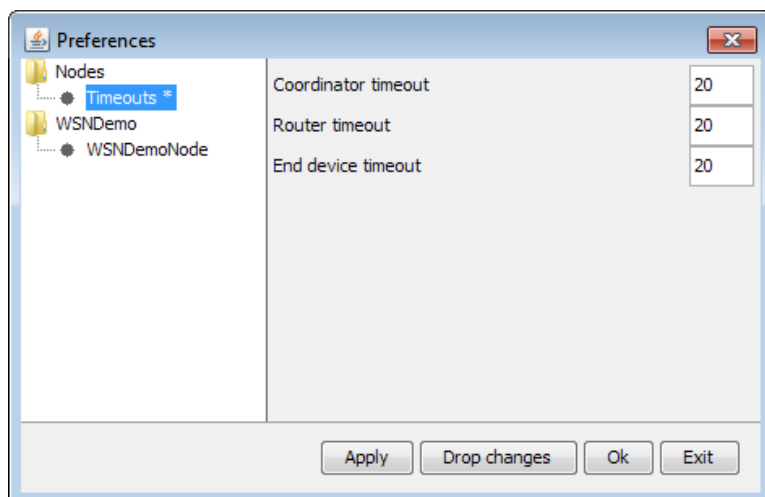 Preferences
Nodes
Timeouts *
WSNDemo
WSNDemoNode
Coordinator timeout 20
Router timeout 20
End device timeout 20
Apply Drop changes Ok Exit